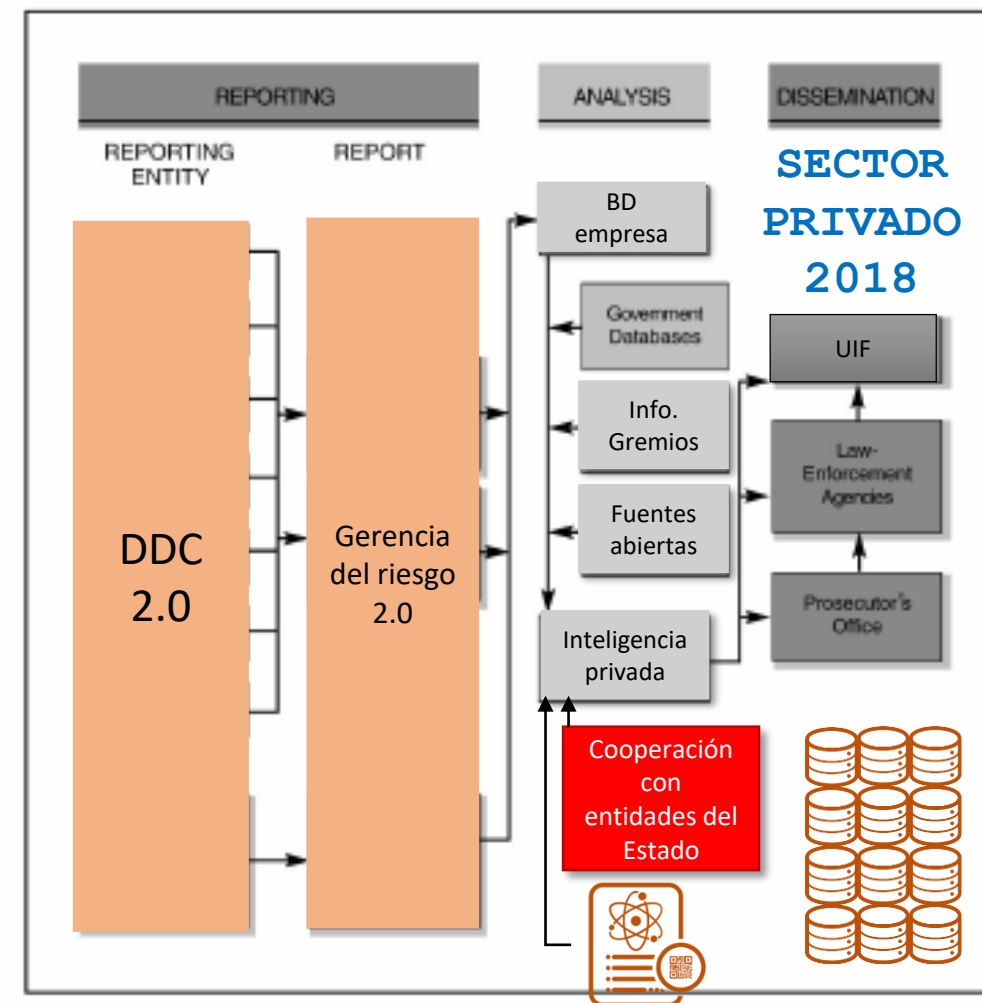 REPORTING
ANALYSIS
DISSEMINATION
REPORTING
ENTITY
REPORT
SECTOR
PRIVADO
2018
BD
empresa
Government
Databases
UIF
Info.
Gremios
Law-
Enforcement
Agencies
Fuentes
abiertas
DDC
2.0
Gerencia
del riesgo
2.0
Prosecutor's
Office
Inteligencia
privada
Cooperación
con
entidades del
Estado